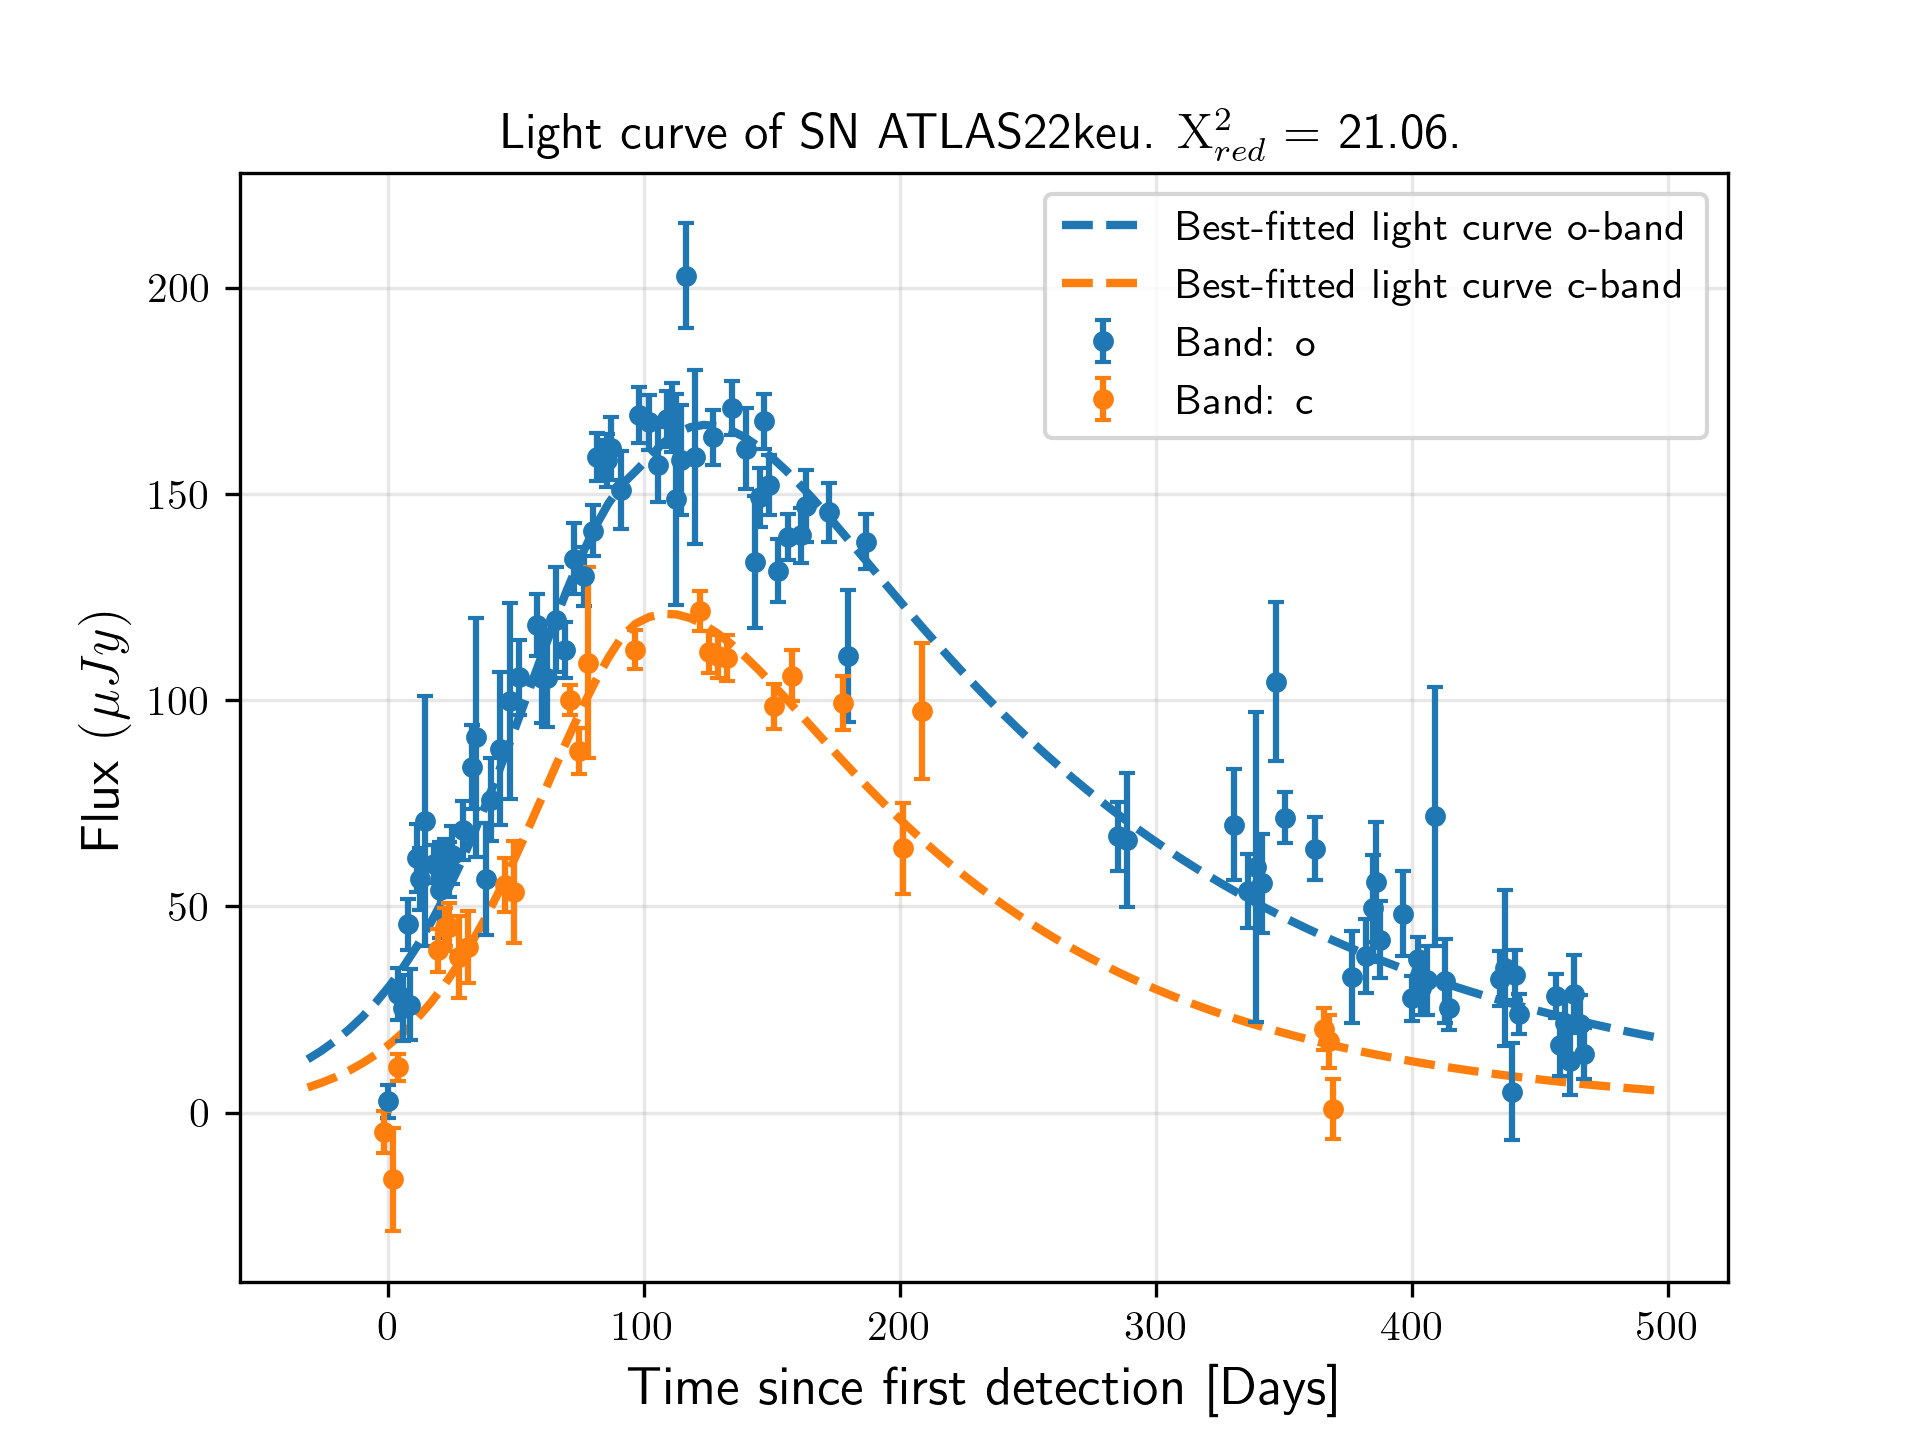 Light curve of SN ATLAS22keu. Χ²_red = 21.06.
Best-fitted light curve o-band
Best-fitted light curve c-band
Band: o
Band: c
Flux (μJy)
200
150
100
50
0
0 100 200 300 400 500
Time since first detection [Days]